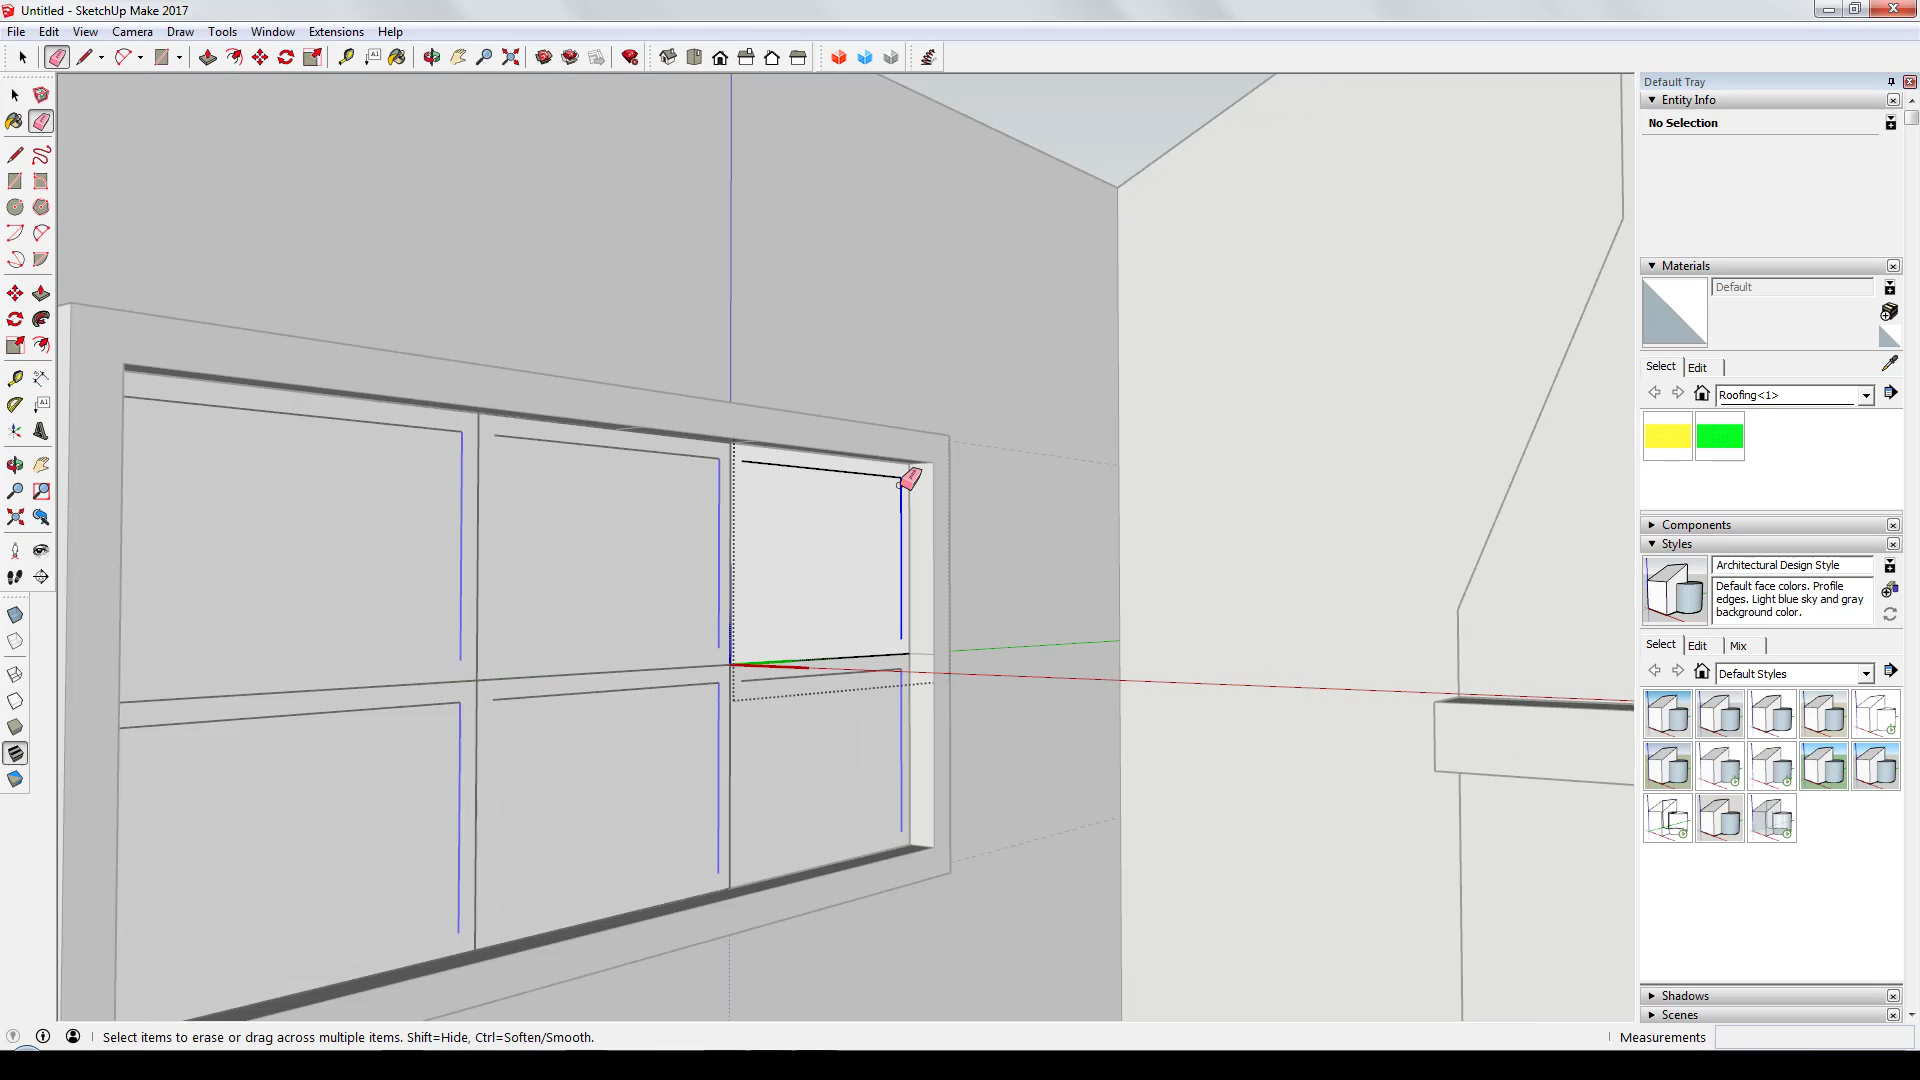 Untitled - SketchUp Make 2017
File Edit View Camera Draw Tools Window Extensions Help
Default Tray
Entity Info
No Selection
Materials
Default
Select Edit
Roofing<1>
Components
Styles
Architectural Design Style
Default face colors. Profile
edges. Light blue sky and gray
background color.
Select Edit Mix
Default Styles
Shadows
Scenes
Select items to erase or drag across multiple items. Shift=Hide, Ctrl=Soften/Smooth.
Measurements